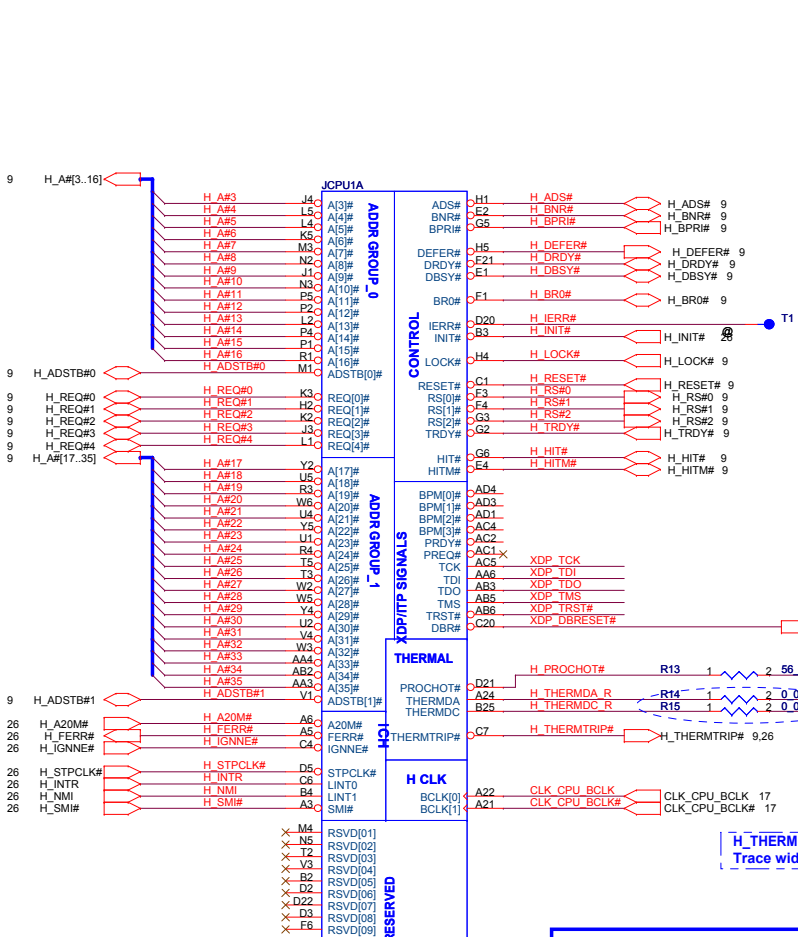 JCPU1A
9 H_A#[3..16]
H_A#3 J4 A[3]#
H_A#4 L5 A[4]#
H_A#5 L4 A[5]#
H_A#6 K5 A[6]#
H_A#7 M3 A[7]#
H_A#8 N2 A[8]#
H_A#9 J1 A[9]#
H_A#10 N3 A[10]#
H_A#11 P5 A[11]#
H_A#12 P2 A[12]#
H_A#13 L2 A[13]#
H_A#14 P4 A[14]#
H_A#15 P1 A[15]#
H_A#16 R1 A[16]#
9 H_ADSTB#0 H_ADSTB#0 M1 ADSTB[0]#
9 H_REQ#0 H_REQ#0 K3 REQ[0]#
9 H_REQ#1 H_REQ#1 H2 REQ[1]#
9 H_REQ#2 H_REQ#2 K2 REQ[2]#
9 H_REQ#3 H_REQ#3 J3 REQ[3]#
9 H_REQ#4 H_REQ#4 L1 REQ[4]#
9 H_A#[17..35]
H_A#17 Y2 A[17]#
H_A#18 U5 A[18]#
H_A#19 R3 A[19]#
H_A#20 W6 A[20]#
H_A#21 U4 A[21]#
H_A#22 Y5 A[22]#
H_A#23 U1 A[23]#
H_A#24 R4 A[24]#
H_A#25 T5 A[25]#
H_A#26 T3 A[26]#
H_A#27 W2 A[27]#
H_A#28 W5 A[28]#
H_A#29 Y4 A[29]#
H_A#30 U2 A[30]#
H_A#31 V4 A[31]#
H_A#32 W3 A[32]#
H_A#33 AA4 A[33]#
H_A#34 AB2 A[34]#
H_A#35 AA3 A[35]#
9 H_ADSTB#1 H_ADSTB#1 V1 ADSTB[1]#
26 H_A20M# H_A20M# A6 A20M#
26 H_FERR# H_FERR# A5 FERR#
26 H_IGNNE# H_IGNNE# C4 IGNNE#
26 H_STPCLK# H_STPCLK# D5 STPCLK#
26 H_INTR H_INTR C6 LINT0
26 H_NMI H_NMI B4 LINT1
26 H_SMI# H_SMI# A3 SMI#
M4 RSVD[01]
N5 RSVD[02]
T2 RSVD[03]
V3 RSVD[04]
B2 RSVD[05]
D2 RSVD[06]
D22 RSVD[07]
D3 RSVD[08]
F6 RSVD[09]
ADDR GROUP_0
ADDR GROUP_1
ICH
RESERVED
CONTROL
XDP/ITP SIGNALS
THERMAL
H CLK
ADS# H1 H_ADS# H_ADS# 9
BNR# E2 H_BNR# H_BNR# 9
BPRI# G5 H_BPRI# H_BPRI# 9
DEFER# H5 H_DEFER# H_DEFER# 9
DRDY# F21 H_DRDY# H_DRDY# 9
DBSY# E1 H_DBSY# H_DBSY# 9
BR0# F1 H_BR0# H_BR0# 9
IERR# D20 H_IERR# @ T1
INIT# B3 H_INIT# H_INIT# 26
LOCK# H4 H_LOCK# H_LOCK# 9
RESET# C1 H_RESET# H_RESET# 9
RS[0]# F3 H_RS#0 H_RS#0 9
RS[1]# F4 H_RS#1 H_RS#1 9
RS[2]# G3 H_RS#2 H_RS#2 9
TRDY# G2 H_TRDY# H_TRDY# 9
HIT# G6 H_HIT# H_HIT# 9
HITM# E4 H_HITM# H_HITM# 9
BPM[0]# AD4
BPM[1]# AD3
BPM[2]# AD1
BPM[3]# AC4
PRDY# AC2
PREQ# AC1
TCK AC5 XDP_TCK
TDI AA6 XDP_TDI
TDO AB3 XDP_TDO
TMS AB5 XDP_TMS
TRST# AB6 XDP_TRST#
DBR# C20 XDP_DBRESET#
PROCHOT# D21 H_PROCHOT# R13 1 2 56_
THERMDA A24 H_THERMDA_R R14 1 2 0_0
THERMDC B25 H_THERMDC_R R15 1 2 0_0
THERMTRIP# C7 H_THERMTRIP# H_THERMTRIP# 9,26
BCLK[0] A22 CLK_CPU_BCLK CLK_CPU_BCLK 17
BCLK[1] A21 CLK_CPU_BCLK# CLK_CPU_BCLK# 17
H_THERM
Trace wid